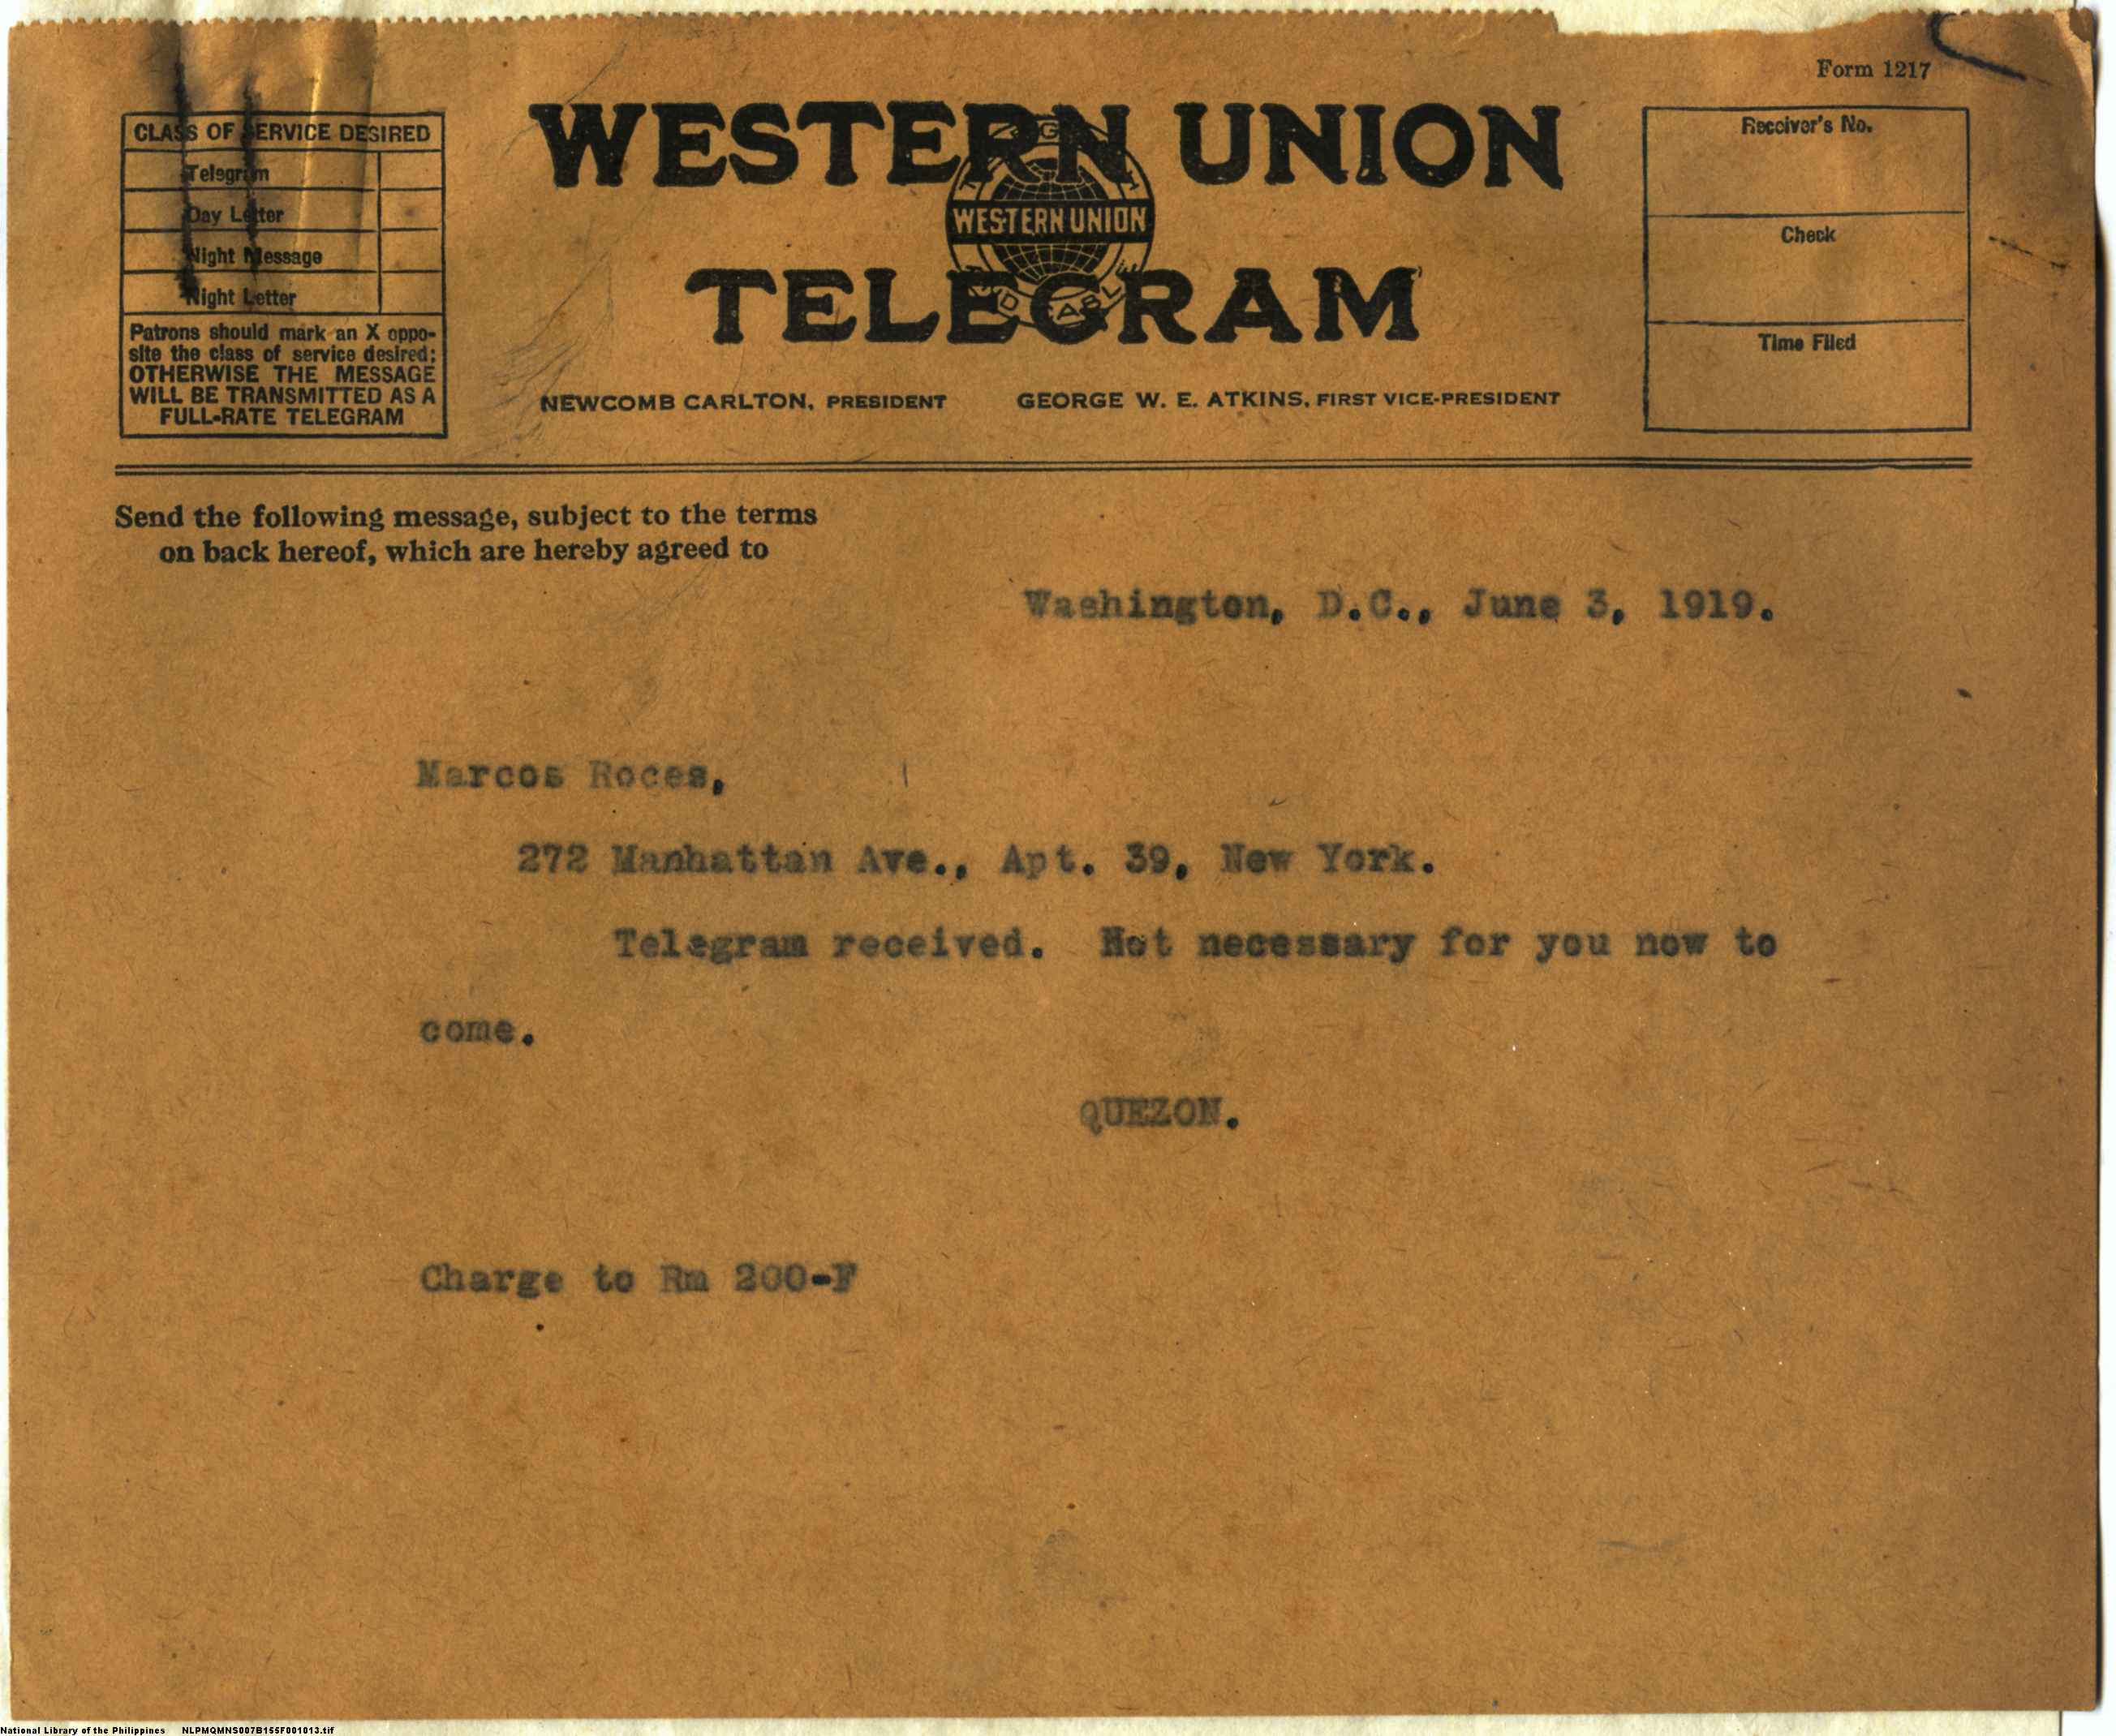 Form 1217
CLASS OF SERVICE DESIRED
Telegram
Day Letter
Night Message
Night Letter
Patrons should mark an X oppo-
site the class of service desired;
OTHERWISE THE MESSAGE
WILL BE TRANSMITTED AS A
FULL-RATE TELEGRAM
WESTERN UNION
WESTERN UNION
TELEGRAM
NEWCOMB CARLTON, PRESIDENT GEORGE W. E. ATKINS, FIRST VICE-PRESIDENT
Receiver's No.
Check
Time Filed
Send the following message, subject to the terms
on back hereof, which are hereby agreed to
Washington, D.C., June 3, 1919.
Marcos Roces,
272 Manhattan Ave., Apt. 39, New York.
Telegram received. Not necessary for you now to
come.
QUEZON.
Charge to Rm 200-F
National Library of the Philippines NLPMQMNS007B155F001013.tif